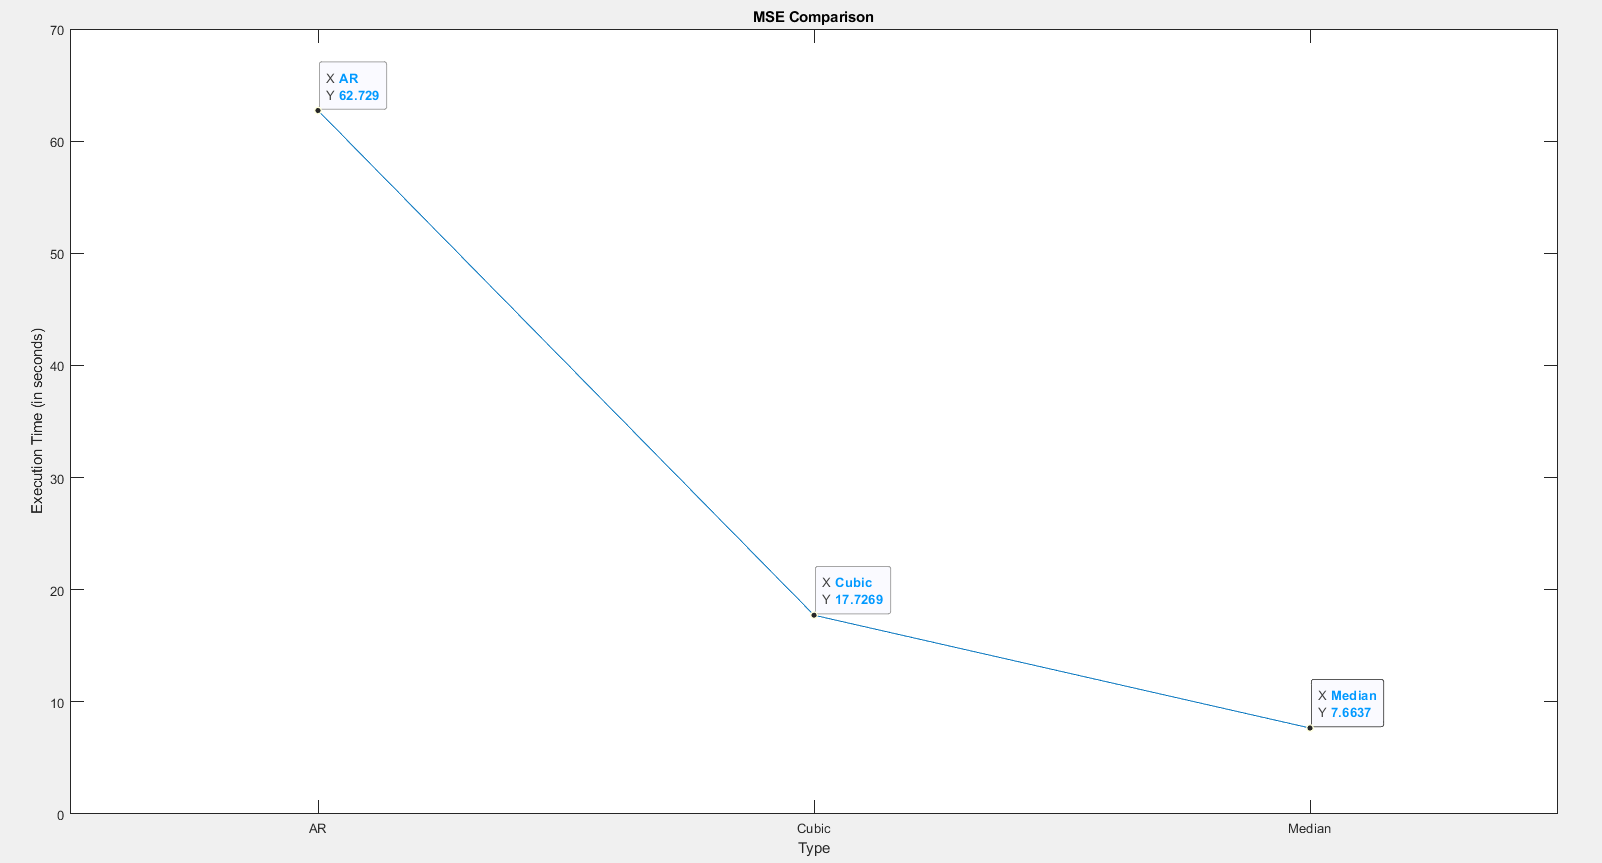 MSE Comparison
70
60
50
40
30
20
10
0
Execution Time (in seconds)
X AR
Y 62.729
X Cubic
Y 17.7269
X Median
Y 7.6637
AR
Cubic
Median
Type